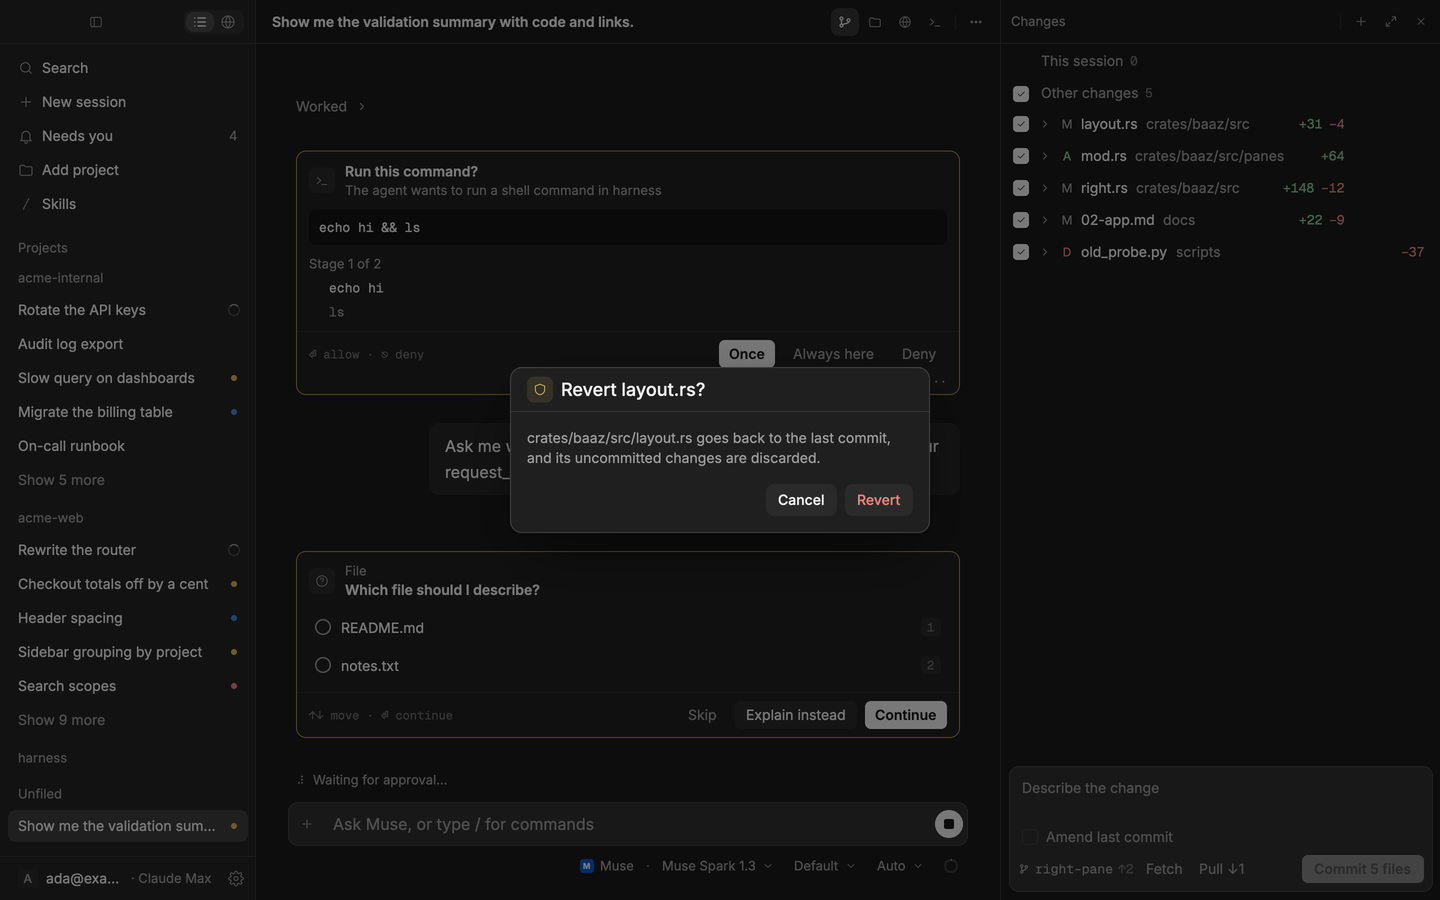 Show me the validation summary with code and links.
Changes
Search
New session
Needs you 4
Add project
Skills
Projects
acme-internal
Rotate the API keys
Audit log export
Slow query on dashboards
Migrate the billing table
On-call runbook
Show 5 more
acme-web
Rewrite the router
Checkout totals off by a cent
Header spacing
Sidebar grouping by project
Search scopes
Show 9 more
harness
Unfiled
Show me the validation sum...
A ada@exa... · Claude Max
Worked
Run this command?
The agent wants to run a shell command in harness
echo hi && ls
Stage 1 of 2
echo hi
ls
allow · deny
Once Always here Deny
Ask me
request_
Revert layout.rs?
crates/baaz/src/layout.rs goes back to the last commit,
and its uncommitted changes are discarded.
Cancel Revert
File
Which file should I describe?
README.md 1
notes.txt 2
move · continue
Skip Explain instead Continue
Waiting for approval...
Ask Muse, or type / for commands
M Muse · Muse Spark 1.3 Default Auto
This session 0
Other changes 5
M layout.rs crates/baaz/src +31 −4
A mod.rs crates/baaz/src/panes +64
M right.rs crates/baaz/src +148 −12
M 02-app.md docs +22 −9
D old_probe.py scripts −37
Describe the change
Amend last commit
right-pane ↑2 Fetch Pull ↓1 Commit 5 files